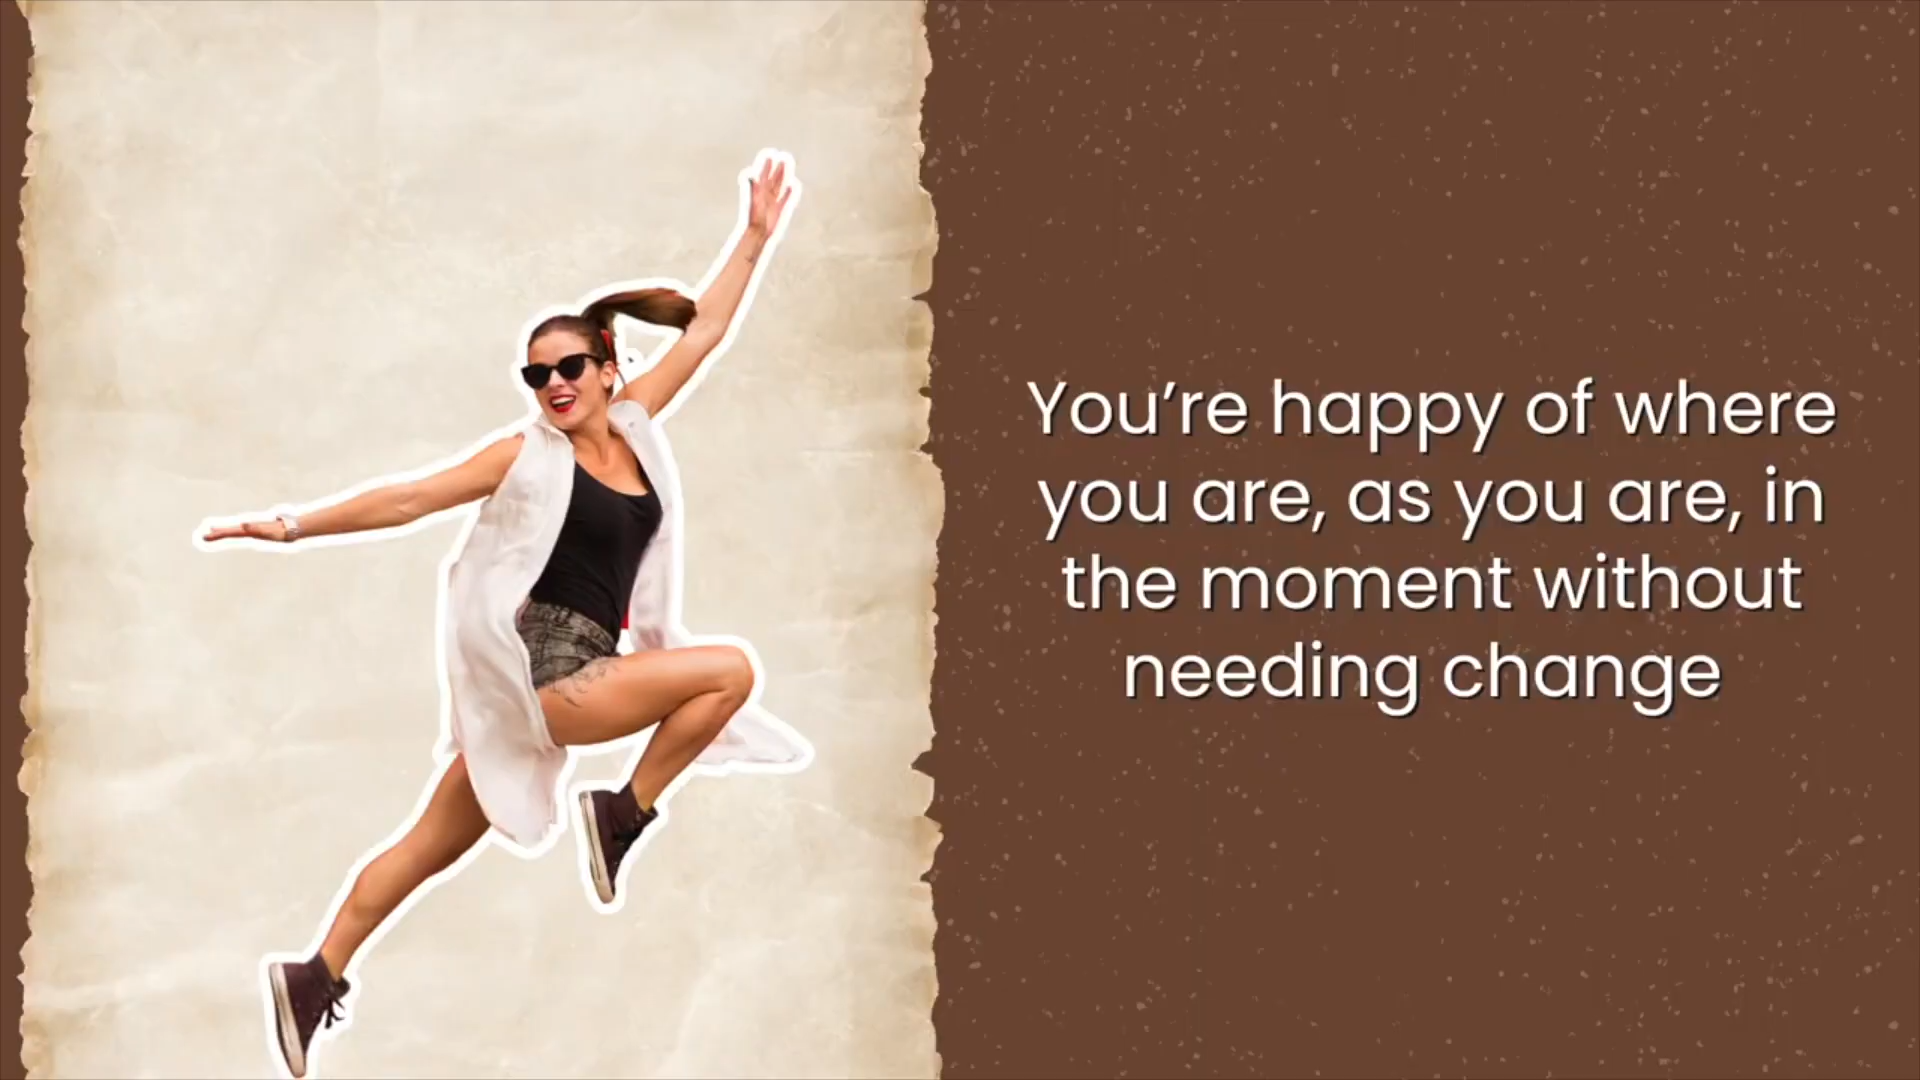 You’re happy of where
you are, as you are, in
the moment without
needing change